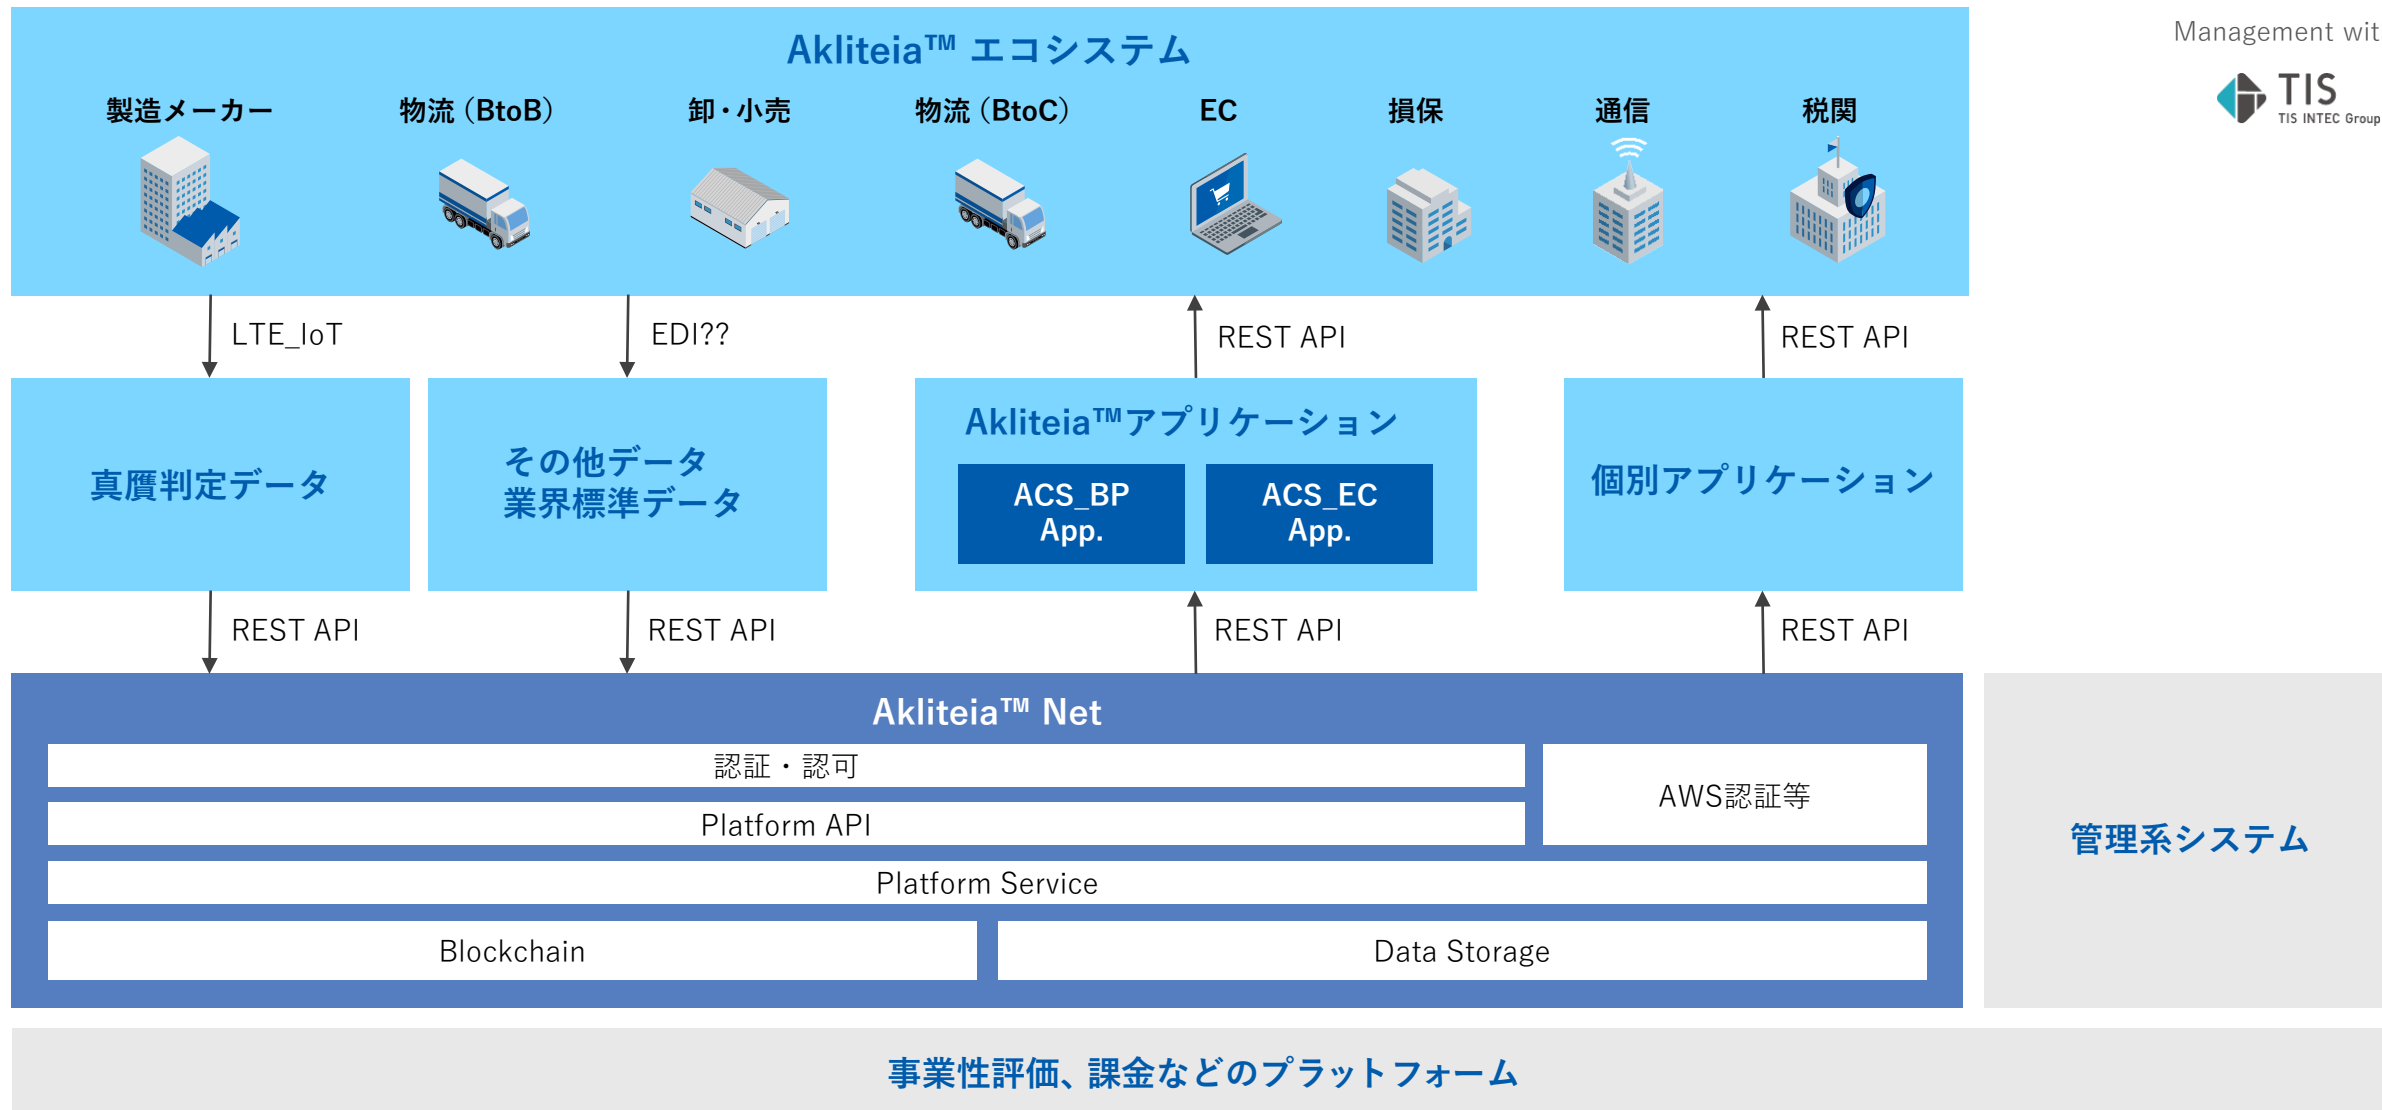 Akliteia™ エコシステム
Management wit
TIS
TIS INTEC Group
製造メーカー
物流（BtoB）
卸・小売
物流（BtoC）
EC
損保
通信
税関
LTE_IoT
EDI??
REST API
REST API
真贋判定データ
その他データ
業界標準データ
Akliteia™アプリケーション
ACS_BP
App.
ACS_EC
App.
個別アプリケーション
REST API
REST API
REST API
REST API
Akliteia™ Net
認証・認可
Platform API
AWS認証等
Platform Service
Blockchain
Data Storage
管理系システム
事業性評価、課金などのプラットフォーム